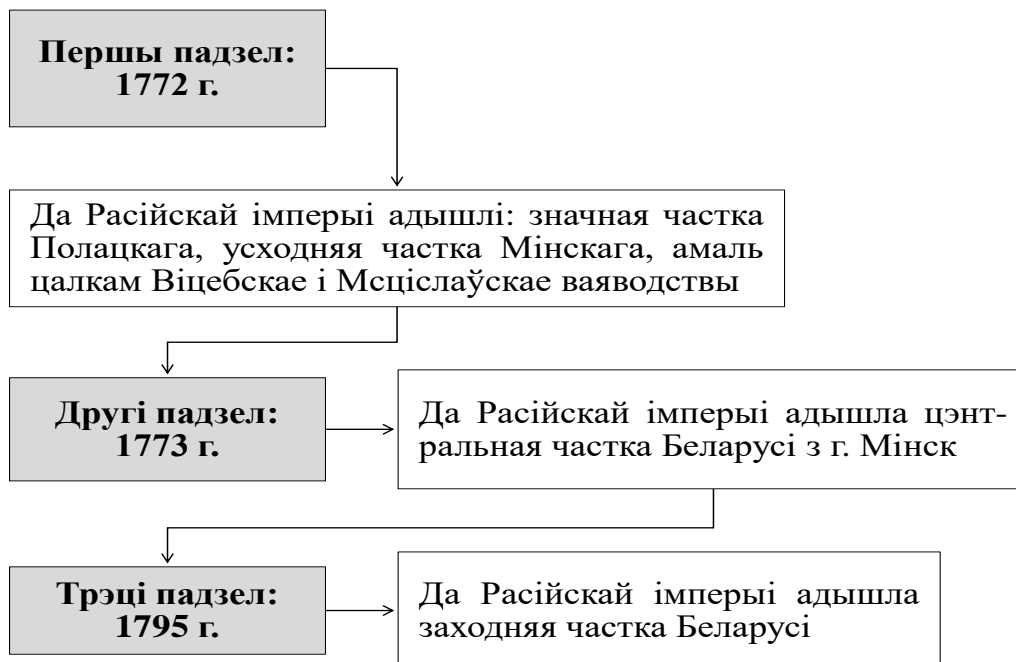 Першы падзел:
1772 г.
Да Расійскай імперыі адышлі: значная частка
Полацкага, усходняя частка Мінскага, амаль
цалкам Віцебскае і Мсціслаўскае ваяводствы
Другі падзел:
1773 г.
Да Расійскай імперыі адышла цэнт-
ральная частка Беларусі з г. Мінск
Трэці падзел:
1795 г.
Да Расійскай імперыі адышла
заходняя частка Беларусі